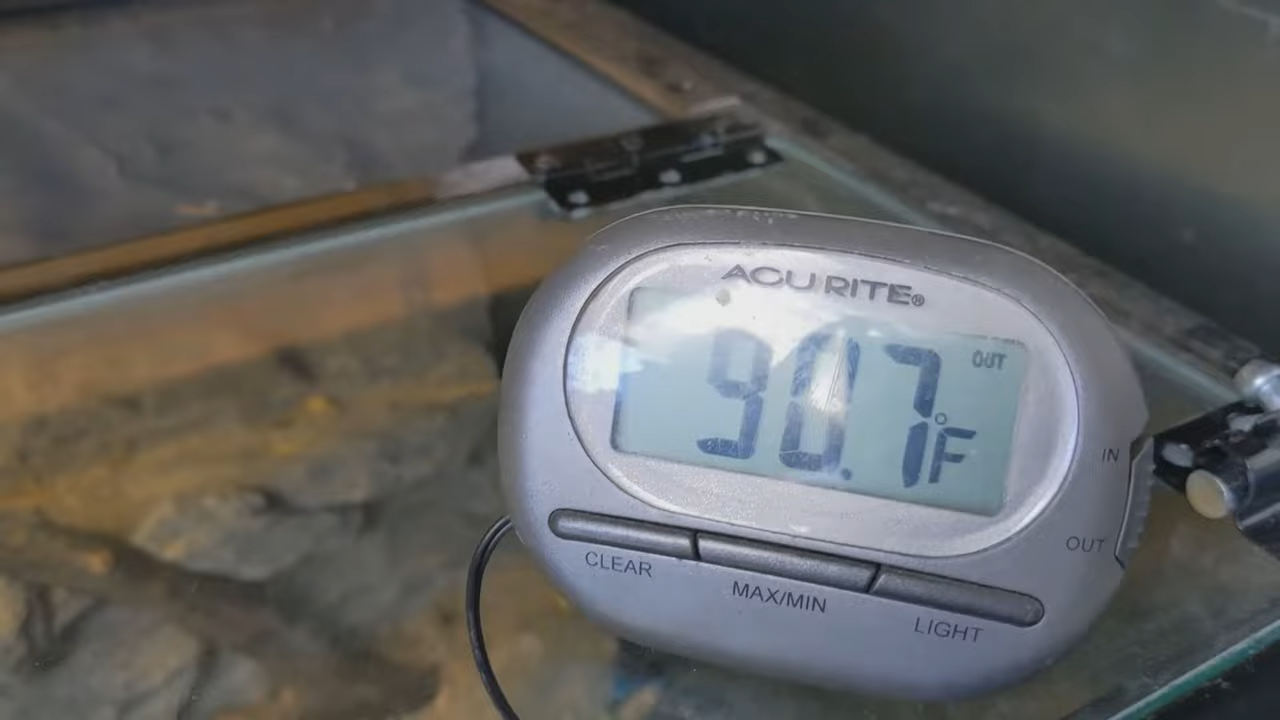 ACURITE®
OUT
90.7°F
IN
OUT
CLEAR
MAX/MIN
LIGHT